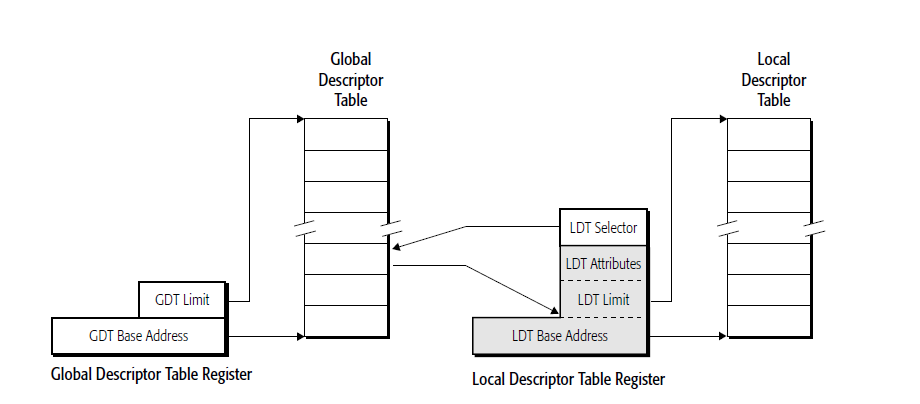 Global
Descriptor
Table
Local
Descriptor
Table
LDT Selector
LDT Attributes
GDT Limit
LDT Limit
GDT Base Address
LDT Base Address
Global Descriptor Table Register
Local Descriptor Table Register